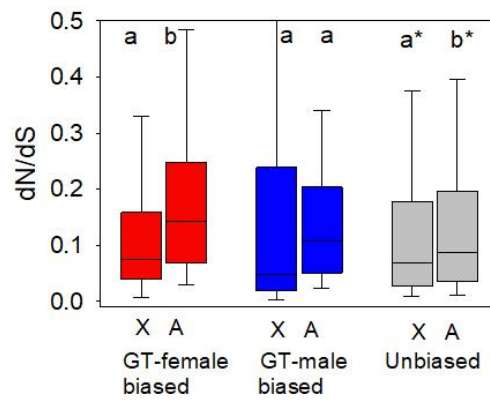 dN/dS
0.5
0.4
0.3
0.2
0.1
0.0
a b a a a* b*
X A X A X A
GT-female biased
GT-male biased
Unbiased